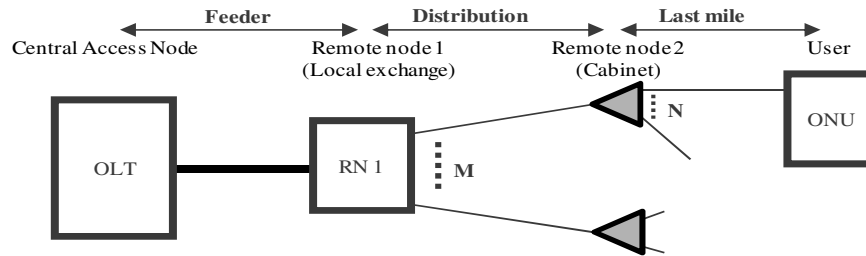 Feeder Distribution Last mile
Central Access Node Remote node 1 Remote node 2 User
(Local exchange) (Cabinet)
N
ONU
OLT RN 1 M